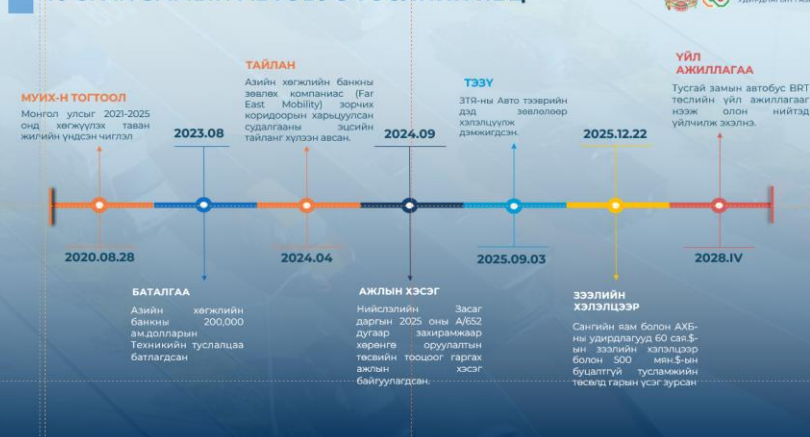 ТАЙЛАН
Азийн хөгжлийн банкны
зөвлөх компаниас (Far
East Mobility) зорчих
коридоорын харьцуулсан
судалгааны эцсийн
тайланг хүлээн авсан.
ҮЙЛ
АЖИЛЛАГАА
Тусгай замын автобус BRT
төслийн үйл ажиллагааг
нээж олон нийтэд
үйлчилж эхэлнэ.
ТЭЗҮ
ЗТЯ-ны Авто тээврийн
дэд зөвлөлөөр
хэлэлцүүлж
дэмжигдсэн.
МУИХ-Н ТОГТООЛ
Монгол улсыг 2021-2025
онд хөгжүүлэх таван
жилийн үндсэн чиглэл
2023.08
2024.09
2025.12.22
2020.08.28
2024.04
2025.09.03
2028.IV
БАТАЛГАА
Азийн хөгжлийн
банкны 200,000
ам.долларын
Техникийн туслалцаа
батлагдсан
АЖЛЫН ХЭСЭГ
Нийслэлийн Засаг
даргын 2025 оны А/652
дугаар захирамжаар
хөрөнгө оруулалтын
төсвийн тооцоог гаргах
ажлын хэсэг
байгуулагдсан.
ЗЭЭЛИЙН
ХЭЛЭЛЦЭЭР
Сангийн яам болон АХБ-
ны удирдлагууд 60 сая.$-
ын зээлийн хэлэлцээр
болон 500 мян.$-ын
буцалтгүй тусламжийн
төсөлд гарын үсэг зурсан